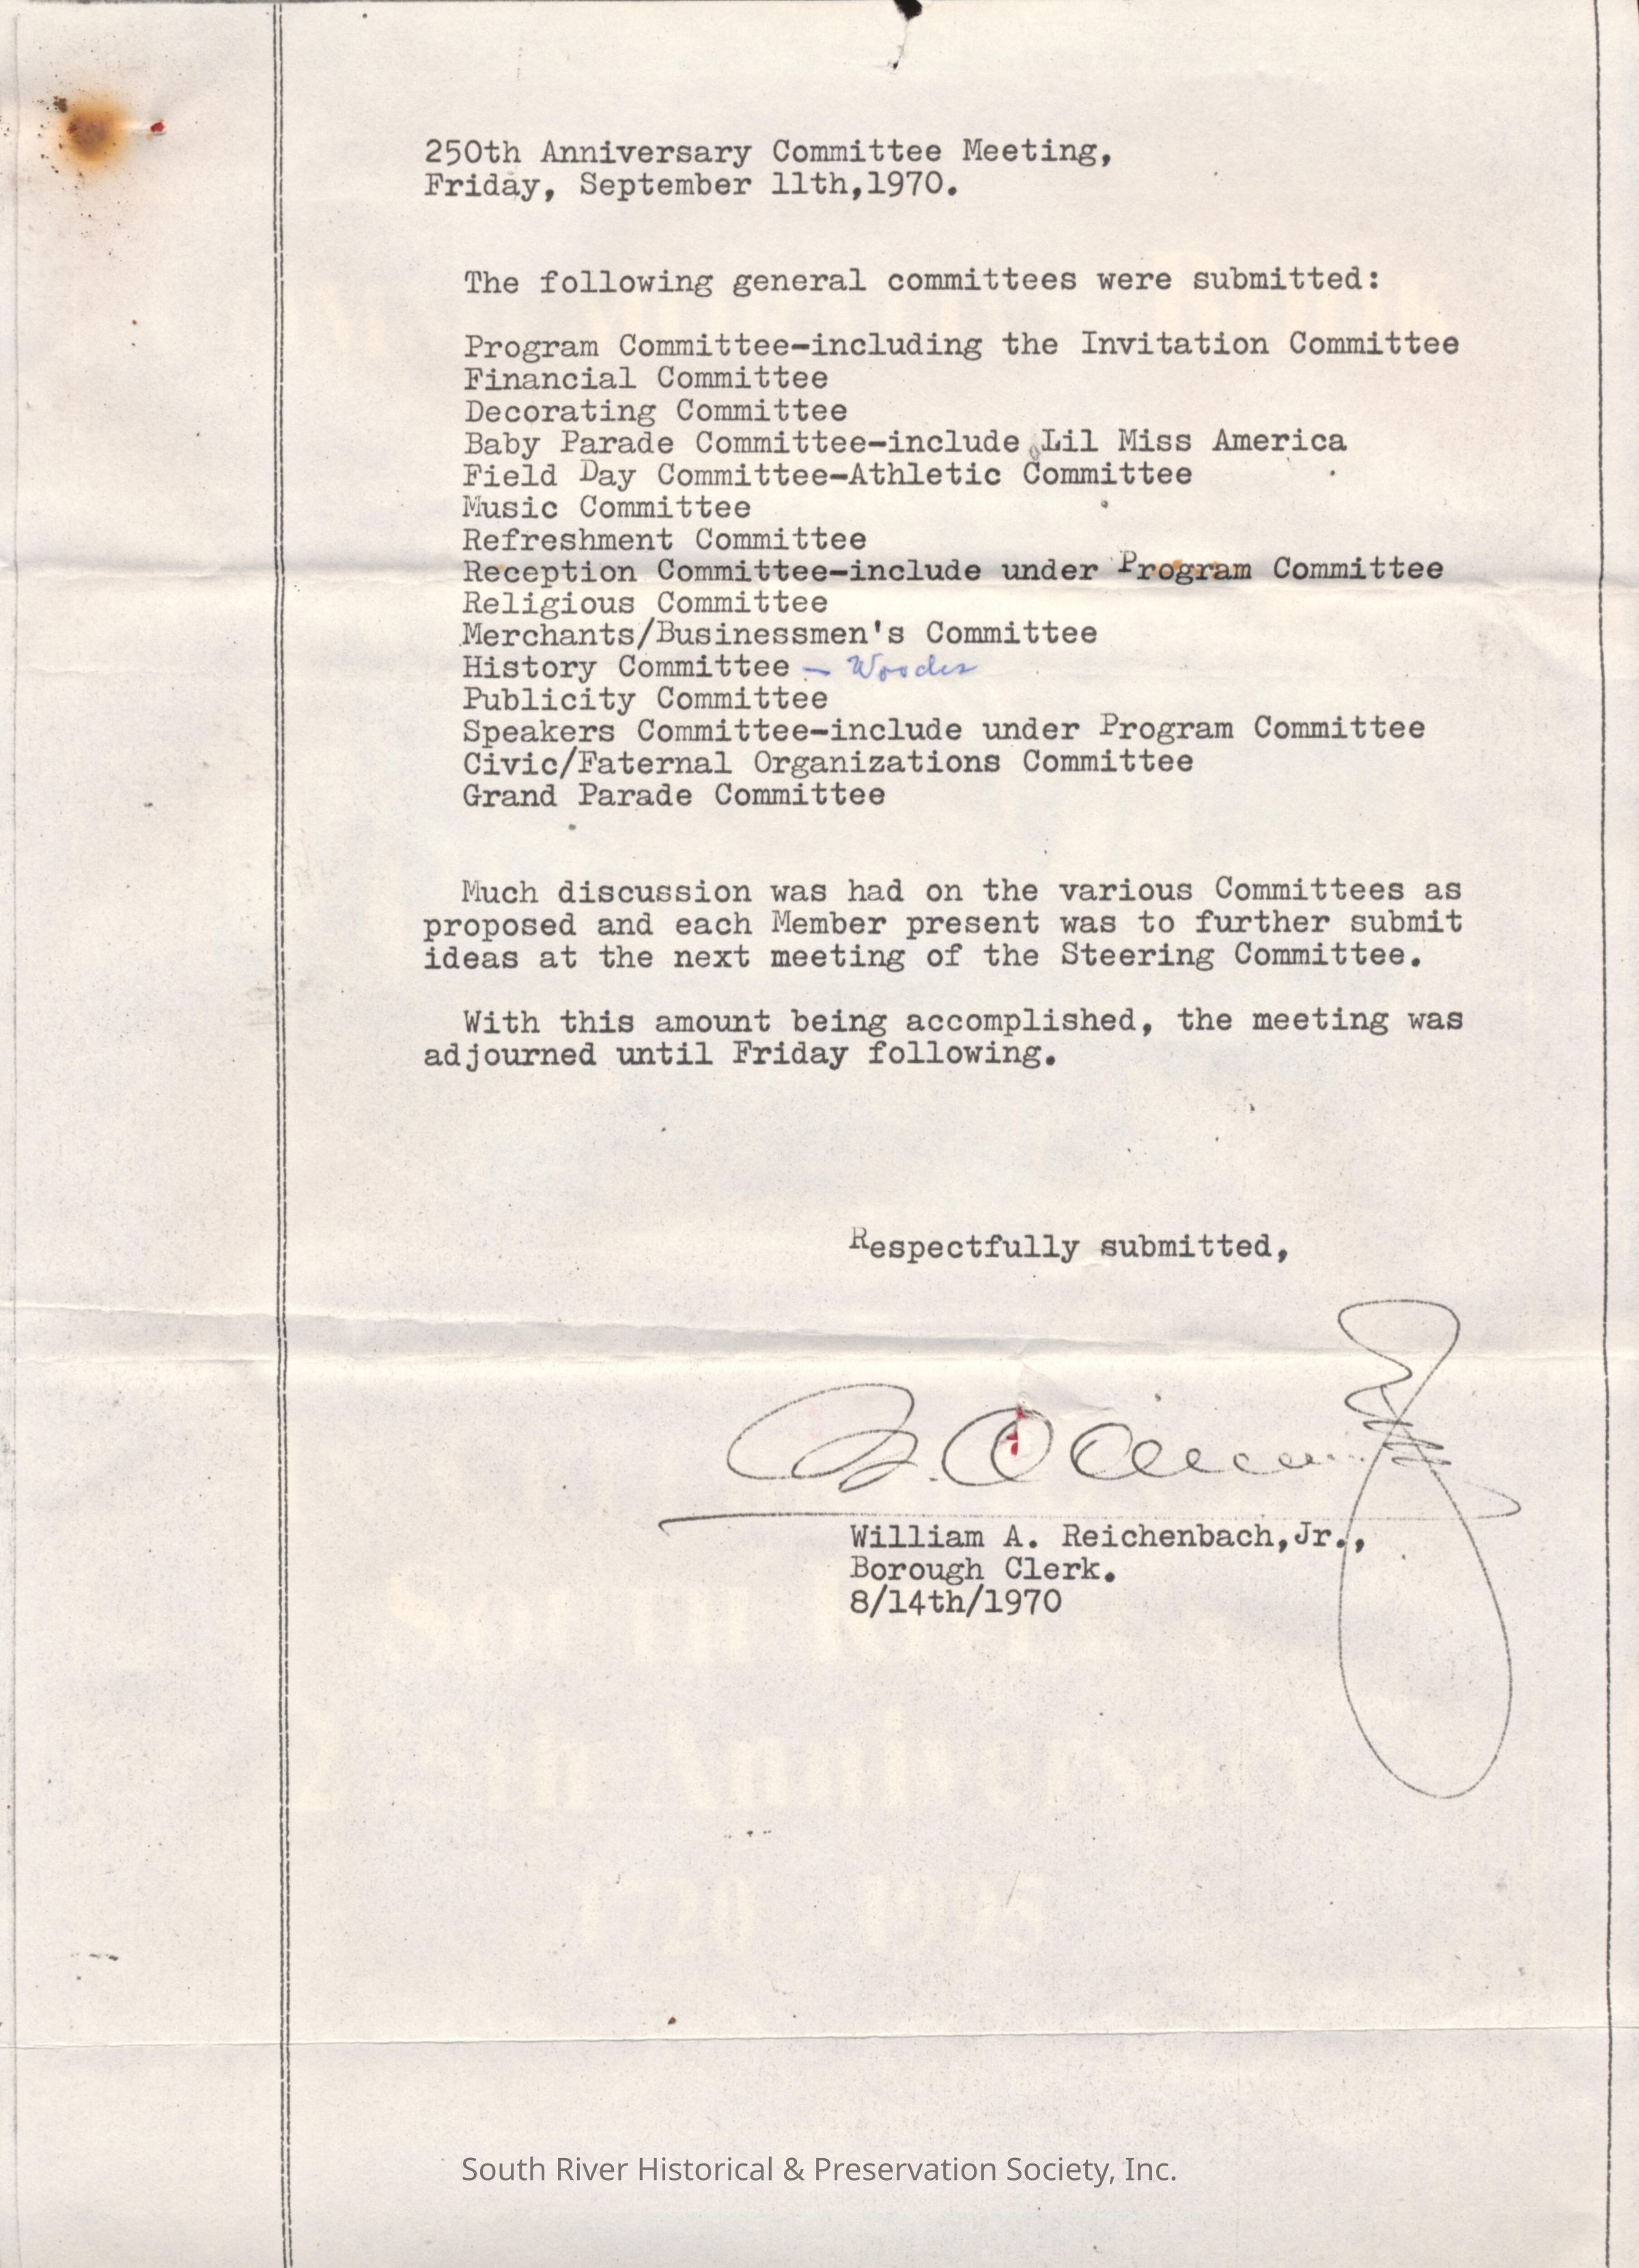 250th Anniversary Committee Meeting,
Friday, September 11th,1970.
The following general committees were submitted:
Program Committee-including the Invitation Committee
Financial Committee
Decorating Committee
Baby Parade Committee-include Lil Miss America
Field Day Committee-Athletic Committee
Music Committee
Refreshment Committee
Reception Committee-include under Program Committee
Religious Committee
Merchants/Businessmen's Committee
History Committee -
Publicity Committee
Speakers Committee-include under Program Committee
Civic/Faternal Organizations Committee
Grand Parade Committee
Much discussion was had on the various Committees as
proposed and each Member present was to further submit
ideas at the next meeting of the Steering Committee.
With this amount being accomplished, the meeting was
adjourned until Friday following.
Respectfully submitted,
William A. Reichenbach,Jr.,
Borough Clerk.
8/14th/1970
South River Historical & Preservation Society, Inc.